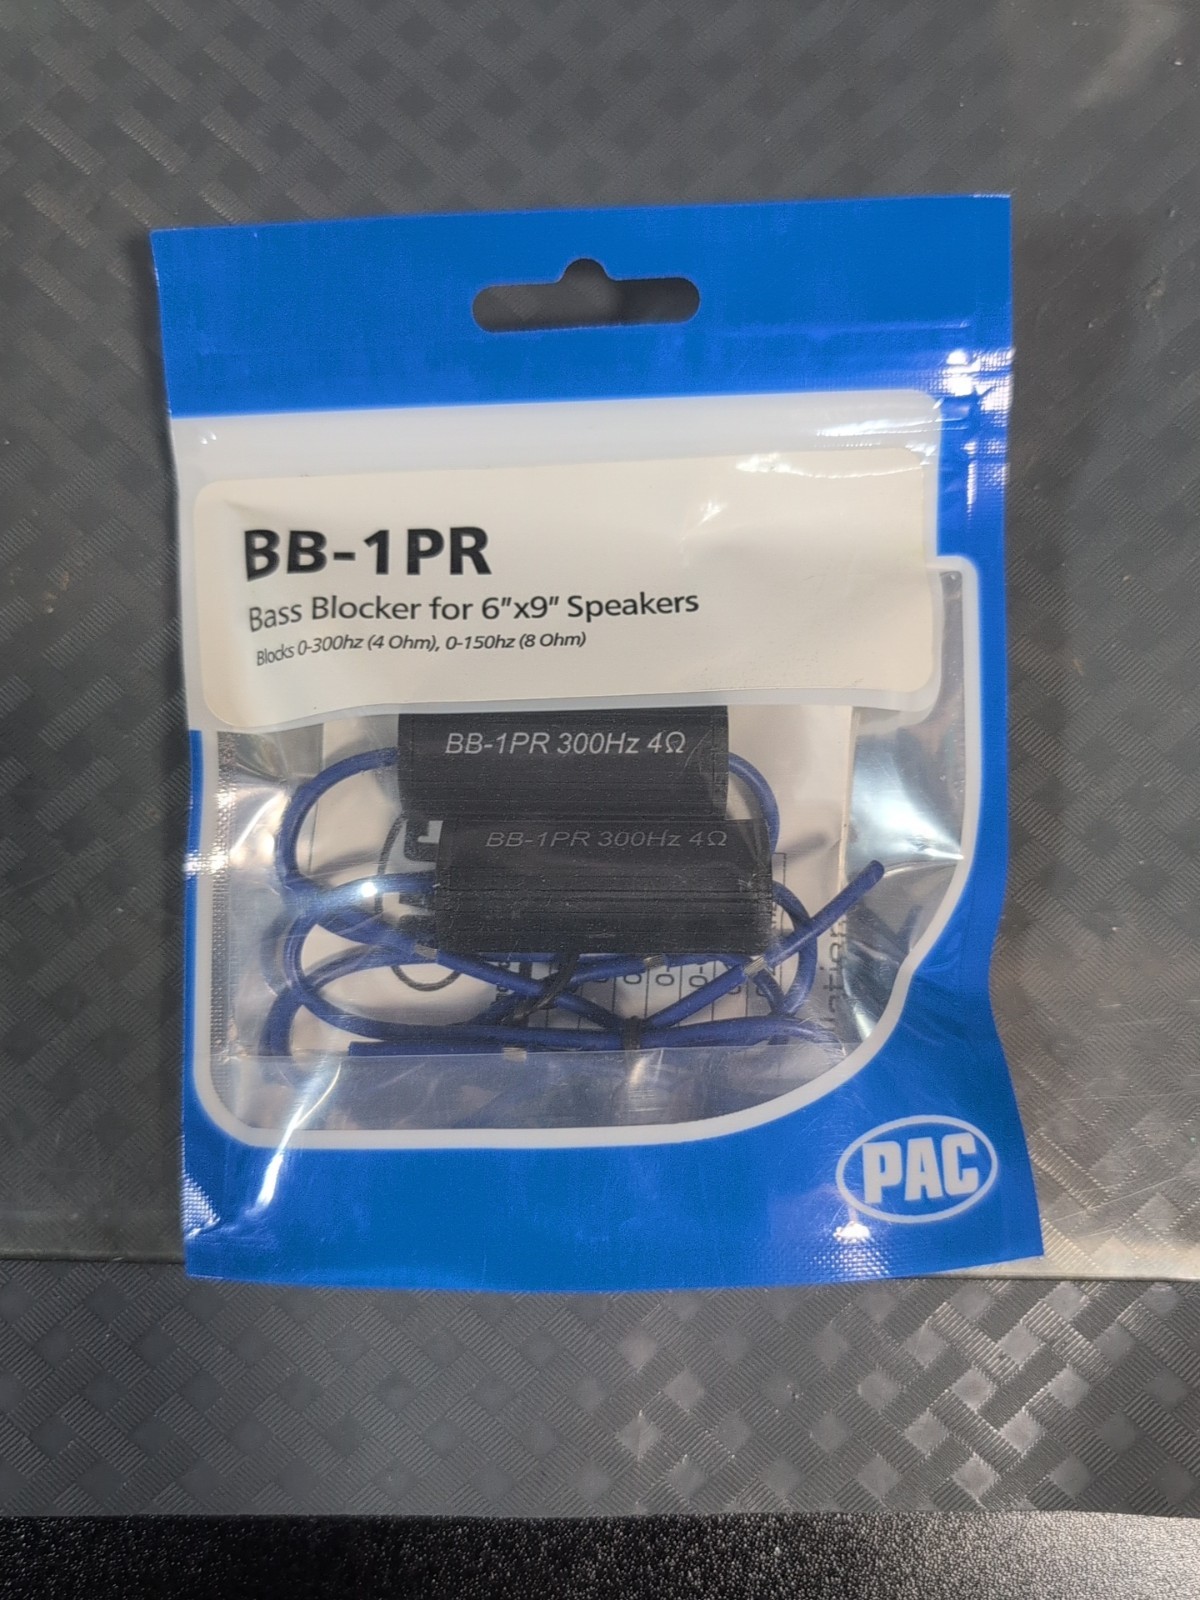 BB-1PR
Bass Blocker for 6"x9" Speakers
Blocks 0-300hz (4 Ohm), 0-150hz (8 Ohm)
BB-1PR 300Hz 4Ω
BB-1PR 300Hz 4Ω
PAC